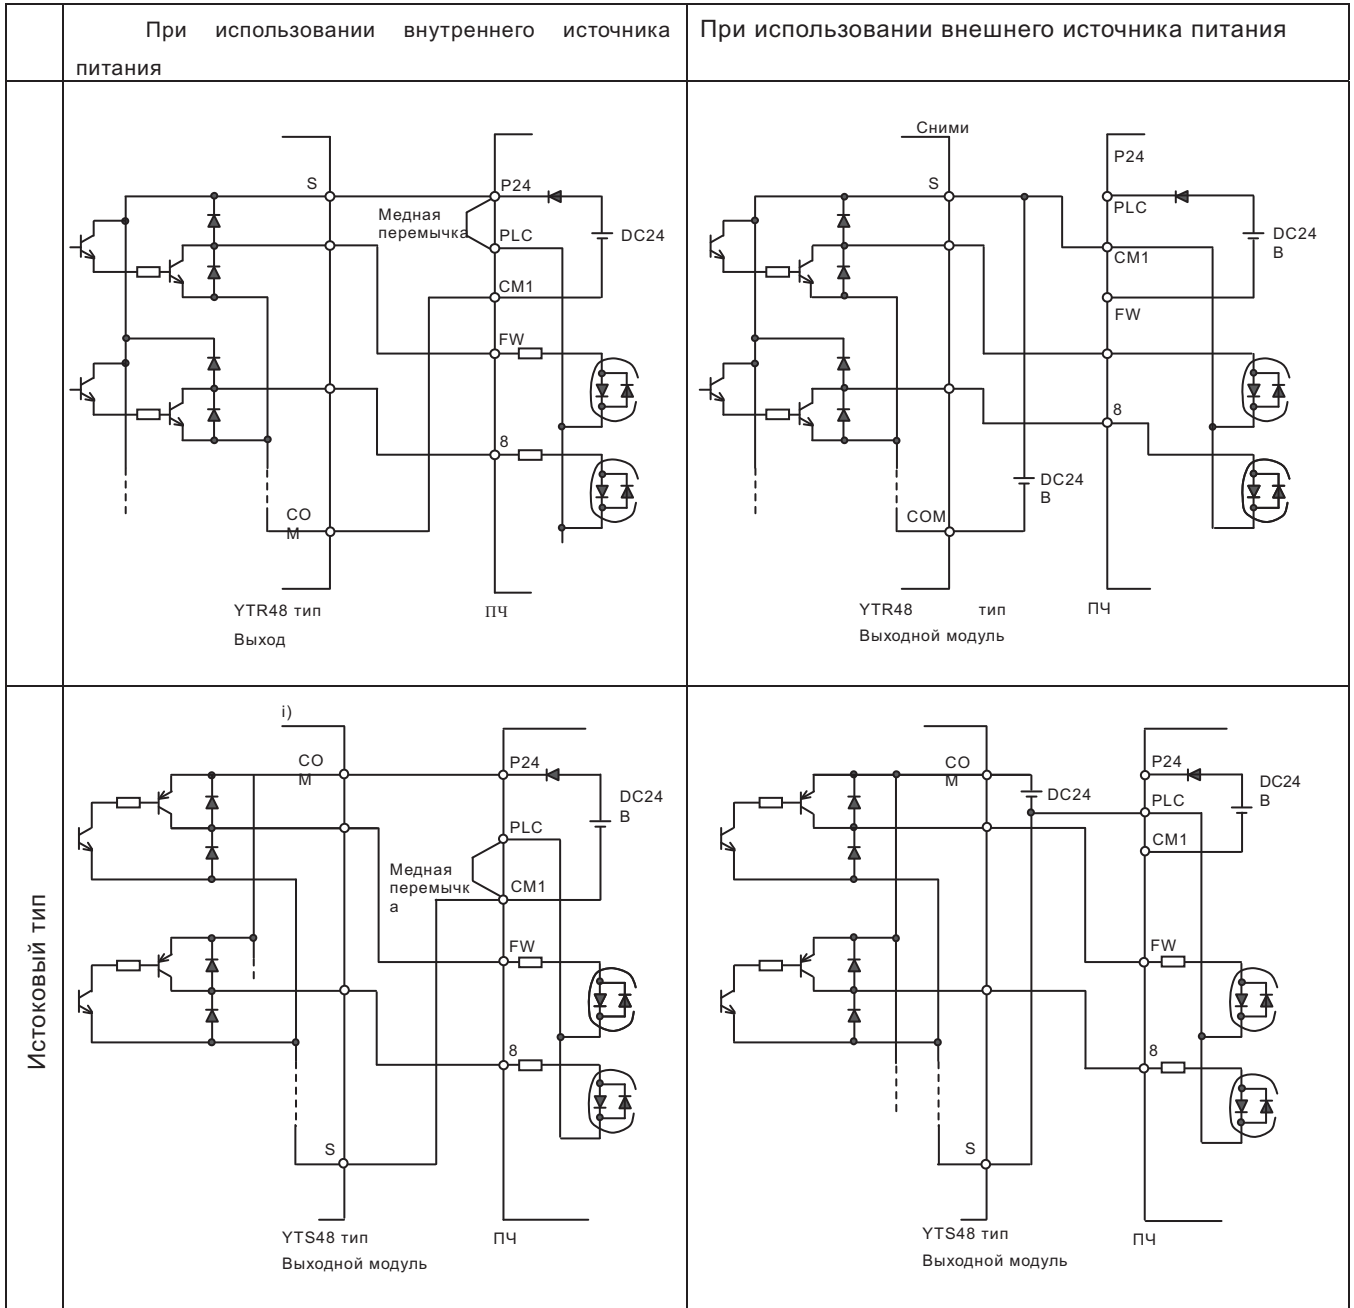 При использовании внутреннего источника
питания
При использовании внешнего источника питания
S
P24
Медная
перемычка
PLC
DC24
CM1
FW
8
CO
M
YTR48 тип
Выход
ПЧ
Сними
S
P24
PLC
DC24
В
CM1
FW
8
DC24
В
COM
YTR48 тип
Выходной модуль
ПЧ
Истоковый тип
i)
CO
M
P24
DC24
В
PLC
Медная
перемычк
а
CM1
FW
8
S
YTS48 тип
Выходной модуль
ПЧ
CO
M
DC24
P24
DC24
В
PLC
CM1
FW
8
S
YTS48 тип
Выходной модуль
ПЧ